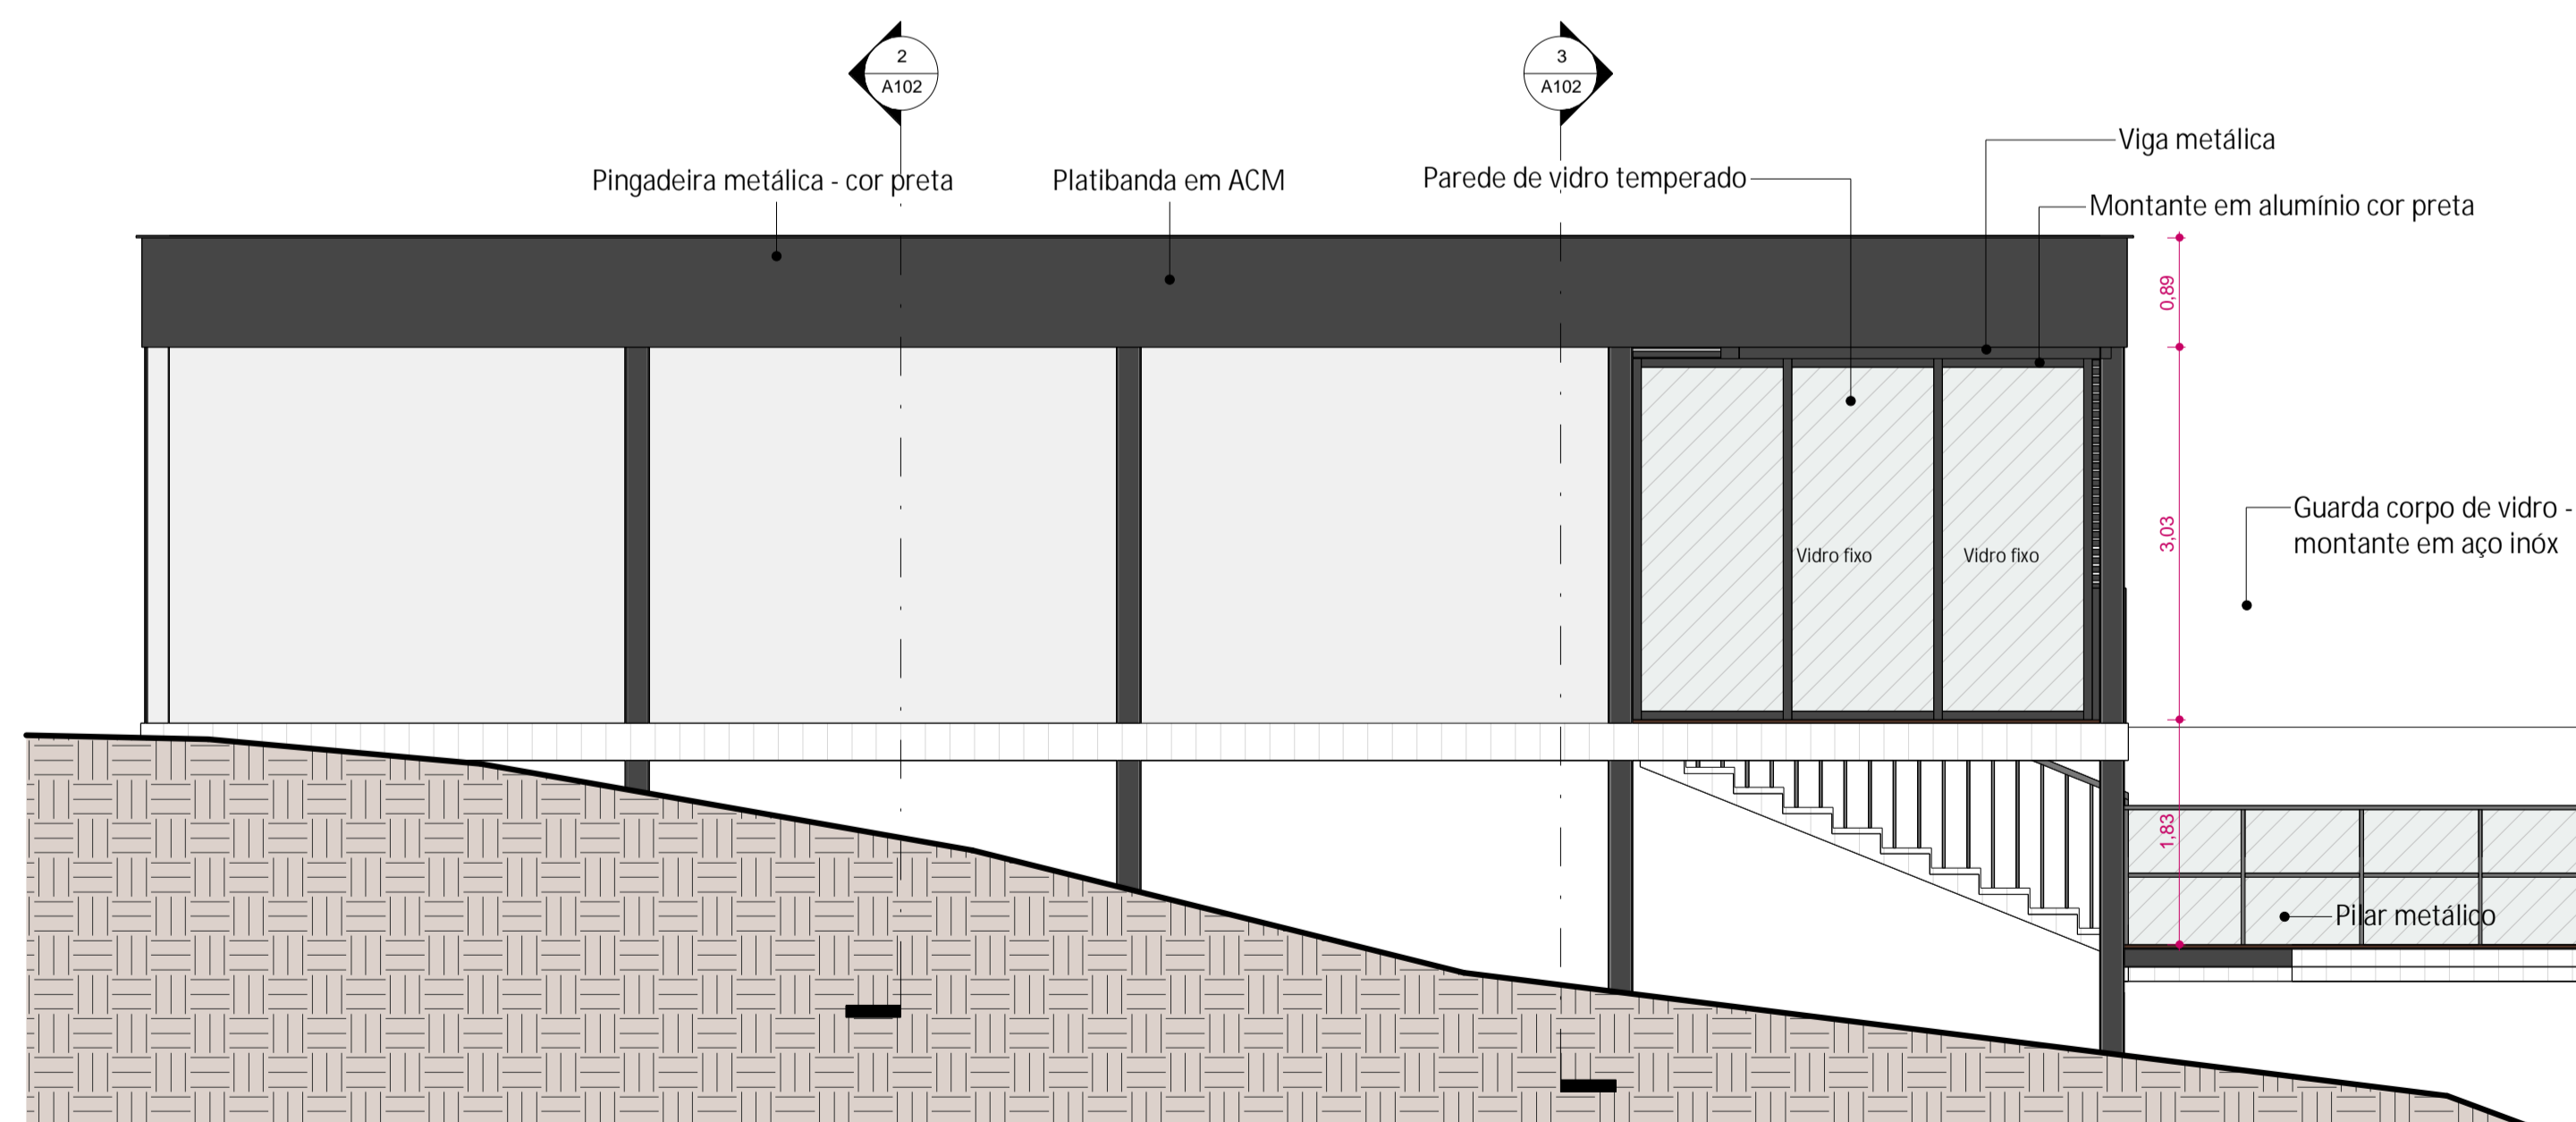 2
A102
3
A102
Viga metálica
Pingadeira metálica - cor preta
Platibanda em ACM
Parede de vidro temperado
Montante em alumínio cor preta
0,89
3,03
Guarda corpo de vidro -
montante em aço inóx
Vidro fixo
Vidro fixo
1,83
Pilar metálico